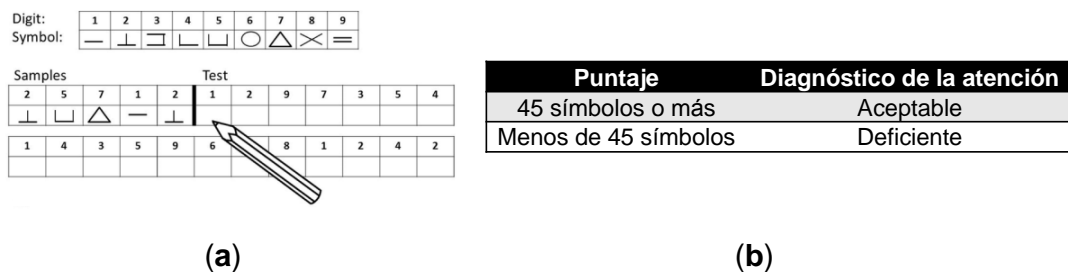 Digit: 1 2 3 4 5 6 7 8 9
Symbol:
Samples Test
2 5 7 1 2 1 2 9 7 3 5 4
1 4 3 5 9 6 8 1 2 4 2
(a)
Puntaje Diagnóstico de la atención
45 símbolos o más Aceptable
Menos de 45 símbolos Deficiente
(b)